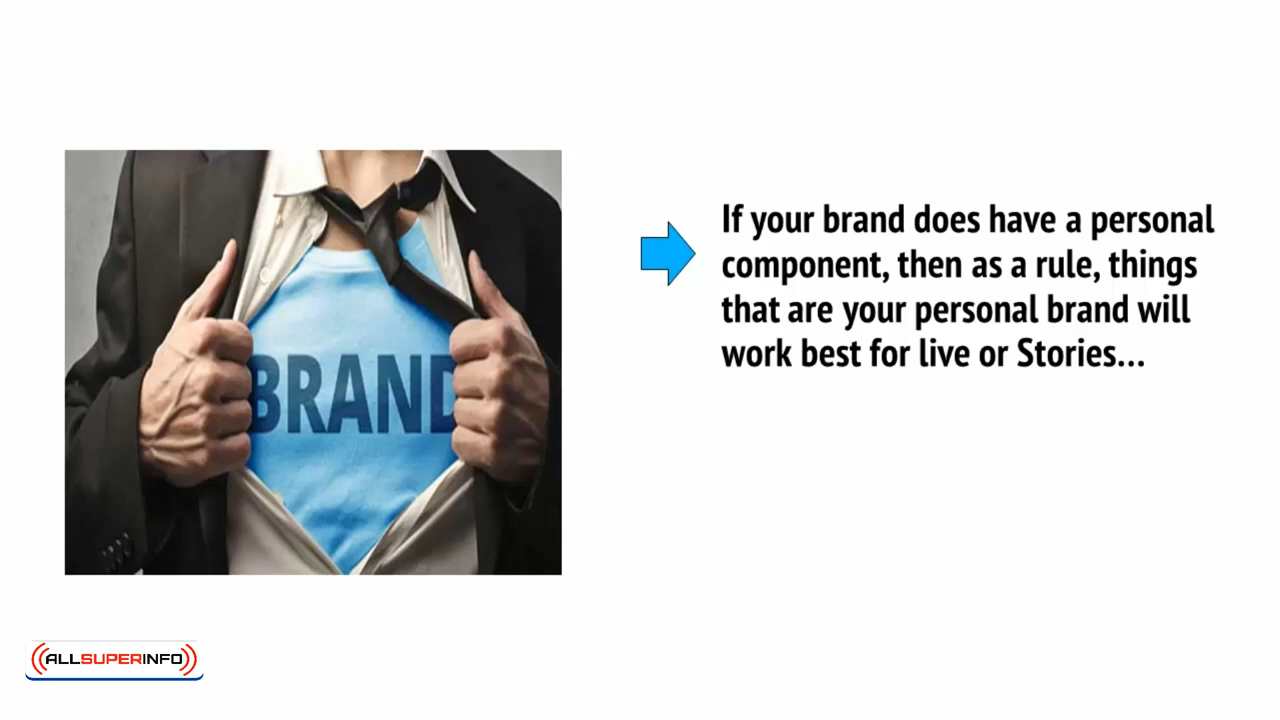 BRAND
If your brand does have a personal
component, then as a rule, things
that are your personal brand will
work best for live or Stories...
ALLSUPERINFO